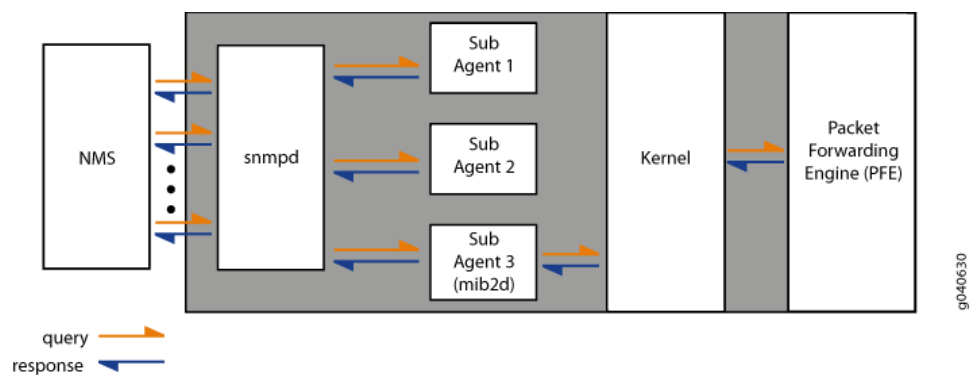 NMS
snmpd
Sub
Agent 1
Sub
Agent 2
Sub
Agent 3
(mib2d)
Kernel
Packet
Forwarding
Engine (PFE)
query
response
g040630